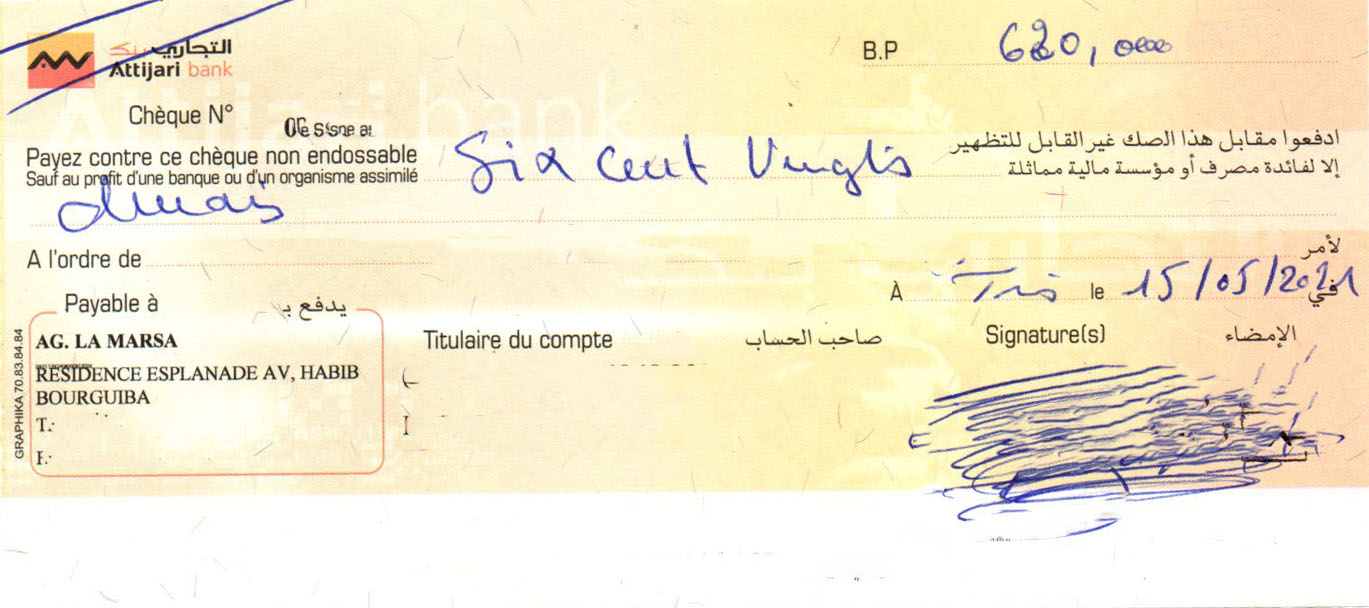 التجاري بنك
Attijari bank
B.P 620,000
Chèque N°
Payez contre ce chèque non endossable Six cent Vingts ادفعوا مقابل هذا الصك غير القابل للتظهير
Sauf au profit d'une banque ou d'un organisme assimilé إلا لفائدة مصرف أو مؤسسة مالية مماثلة
dinars
A l'ordre de لأمر
À le 15/05/2021 في
Payable à يدفع بـ
AG. LA MARSA
RESIDENCE ESPLANADE AV, HABIB
BOURGUIBA
T.:
F.:
Titulaire du compte صاحب الحساب
Signature(s) الإمضاء
GRAPHIKA 70.83.84.84